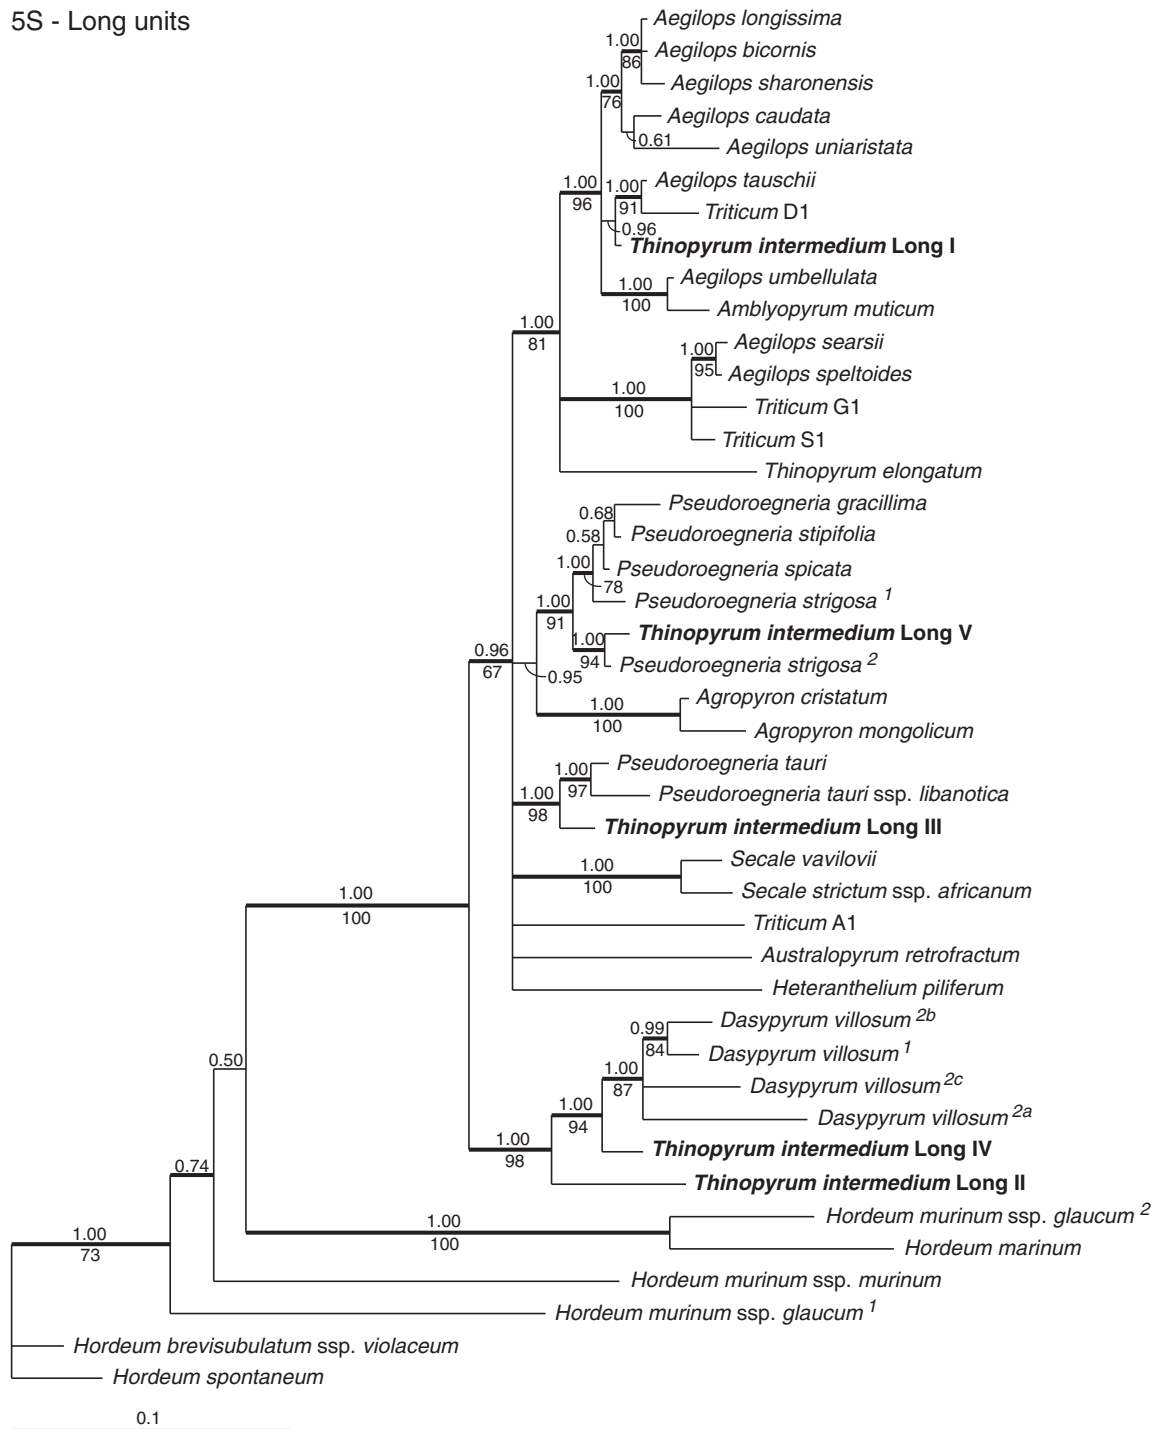 5S - Long units
Aegilops longissima
1.00
Aegilops bicornis
86
1.00
Aegilops sharonensis
76
Aegilops caudata
0.61
Aegilops uniaristata
1.00
1.00
Aegilops tauschii
96
91
Triticum D1
0.96
Thinopyrum intermedium Long I
1.00
Aegilops umbellulata
100
Amblyopyrum muticum
1.00
81
Aegilops searsii
1.00
95
Aegilops speltoides
1.00
100
Triticum G1
Triticum S1
Thinopyrum elongatum
Pseudoroegneria gracillima
0.68
Pseudoroegneria stipifolia
0.58
1.00
Pseudoroegneria spicata
78
Pseudoroegneria strigosa 1
1.00
91
Thinopyrum intermedium Long V
1.00
94
Pseudoroegneria strigosa 2
0.96
67
0.95
Agropyron cristatum
1.00
100
Agropyron mongolicum
Pseudoroegneria tauri
1.00
97
Pseudoroegneria tauri ssp. libanotica
1.00
98
Thinopyrum intermedium Long III
Secale vavilovii
1.00
100
Secale strictum ssp. africanum
1.00
100
Triticum A1
Australopyrum retrofractum
Heteranthelium piliferum
Dasypyrum villosum 2b
0.99
84
Dasypyrum villosum 1
0.50
1.00
87
Dasypyrum villosum 2c
1.00
94
Dasypyrum villosum 2a
1.00
98
Thinopyrum intermedium Long IV
0.74
Thinopyrum intermedium Long II
1.00
100
Hordeum murinum ssp. glaucum 2
1.00
73
Hordeum marinum
Hordeum murinum ssp. murinum
Hordeum murinum ssp. glaucum 1
Hordeum brevisubulatum ssp. violaceum
Hordeum spontaneum
0.1